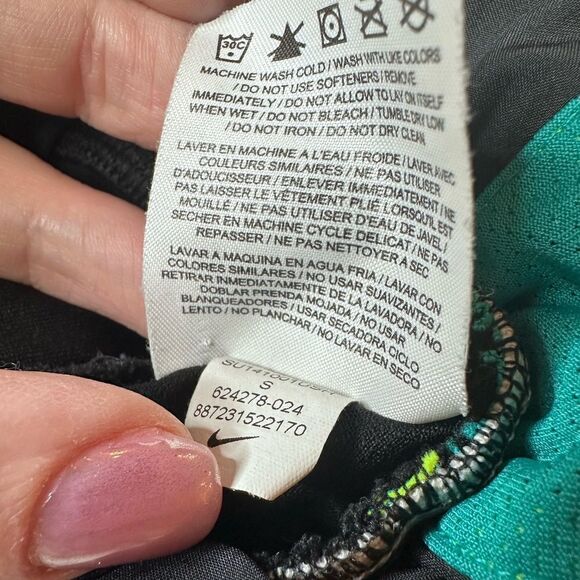 30C
MACHINE WASH COLD / WASH WITH LIKE COLORS
/ DO NOT USE SOFTENERS / REMOVE
IMMEDIATELY / DO NOT ALLOW TO LAY ON ITSELF
WHEN WET / DO NOT BLEACH / TUMBLE DRY LOW
/ DO NOT IRON / DO NOT DRY CLEAN
LAVER EN MACHINE A L'EAU FROIDE / LAVER AVEC
COULEURS SIMILAIRES / NE PAS UTILISER
D'ADOUCISSEUR / ENLEVER IMMEDIATEMENT / NE
PAS LAISSER LE VÊTEMENT PLIÉ LORSQU'IL EST
MOUILLÉ / NE PAS UTILISER D'EAU DE JAVEL /
SECHER EN MACHINE CYCLE DELICAT / NE PAS
REPASSER / NE PAS NETTOYER À SEC
LAVAR A MAQUINA EN AGUA FRIA / LAVAR CON
COLORES SIMILARES / NO USAR SUAVIZANTES /
RETIRAR INMEDIATAMENTE DE LA LAVADORA / NO
DOBLAR PRENDA MOJADA / NO USAR
BLANQUEADORES / USAR SECADORA CICLO
LENTO / NO PLANCHAR / NO LAVAR EN SECO
S
624278-024
887231522170